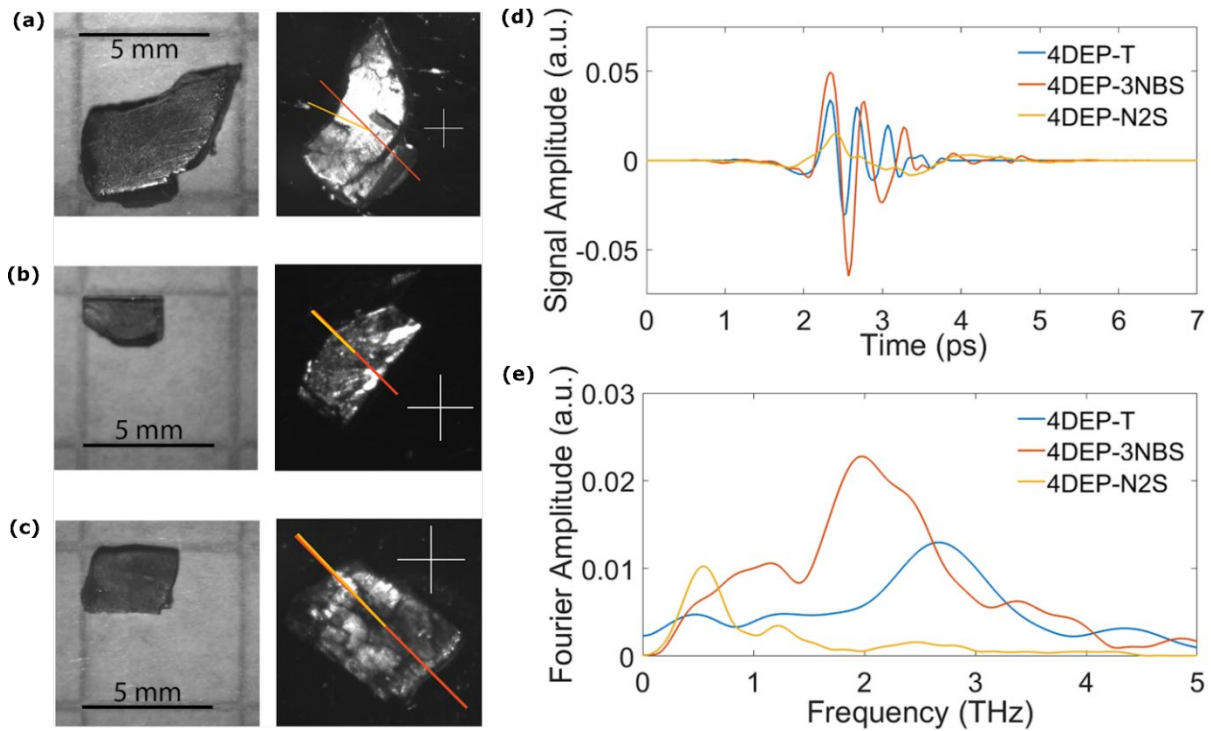 (a)
5 mm
(b)
5 mm
(c)
5 mm
(d)
Signal Amplitude (a.u.)
0.05
0
-0.05
4DEP-T
4DEP-3NBS
4DEP-N2S
0 1 2 3 4 5 6 7
Time (ps)
(e)
Fourier Amplitude (a.u.)
0.03
0.02
0.01
0
4DEP-T
4DEP-3NBS
4DEP-N2S
0 1 2 3 4 5
Frequency (THz)